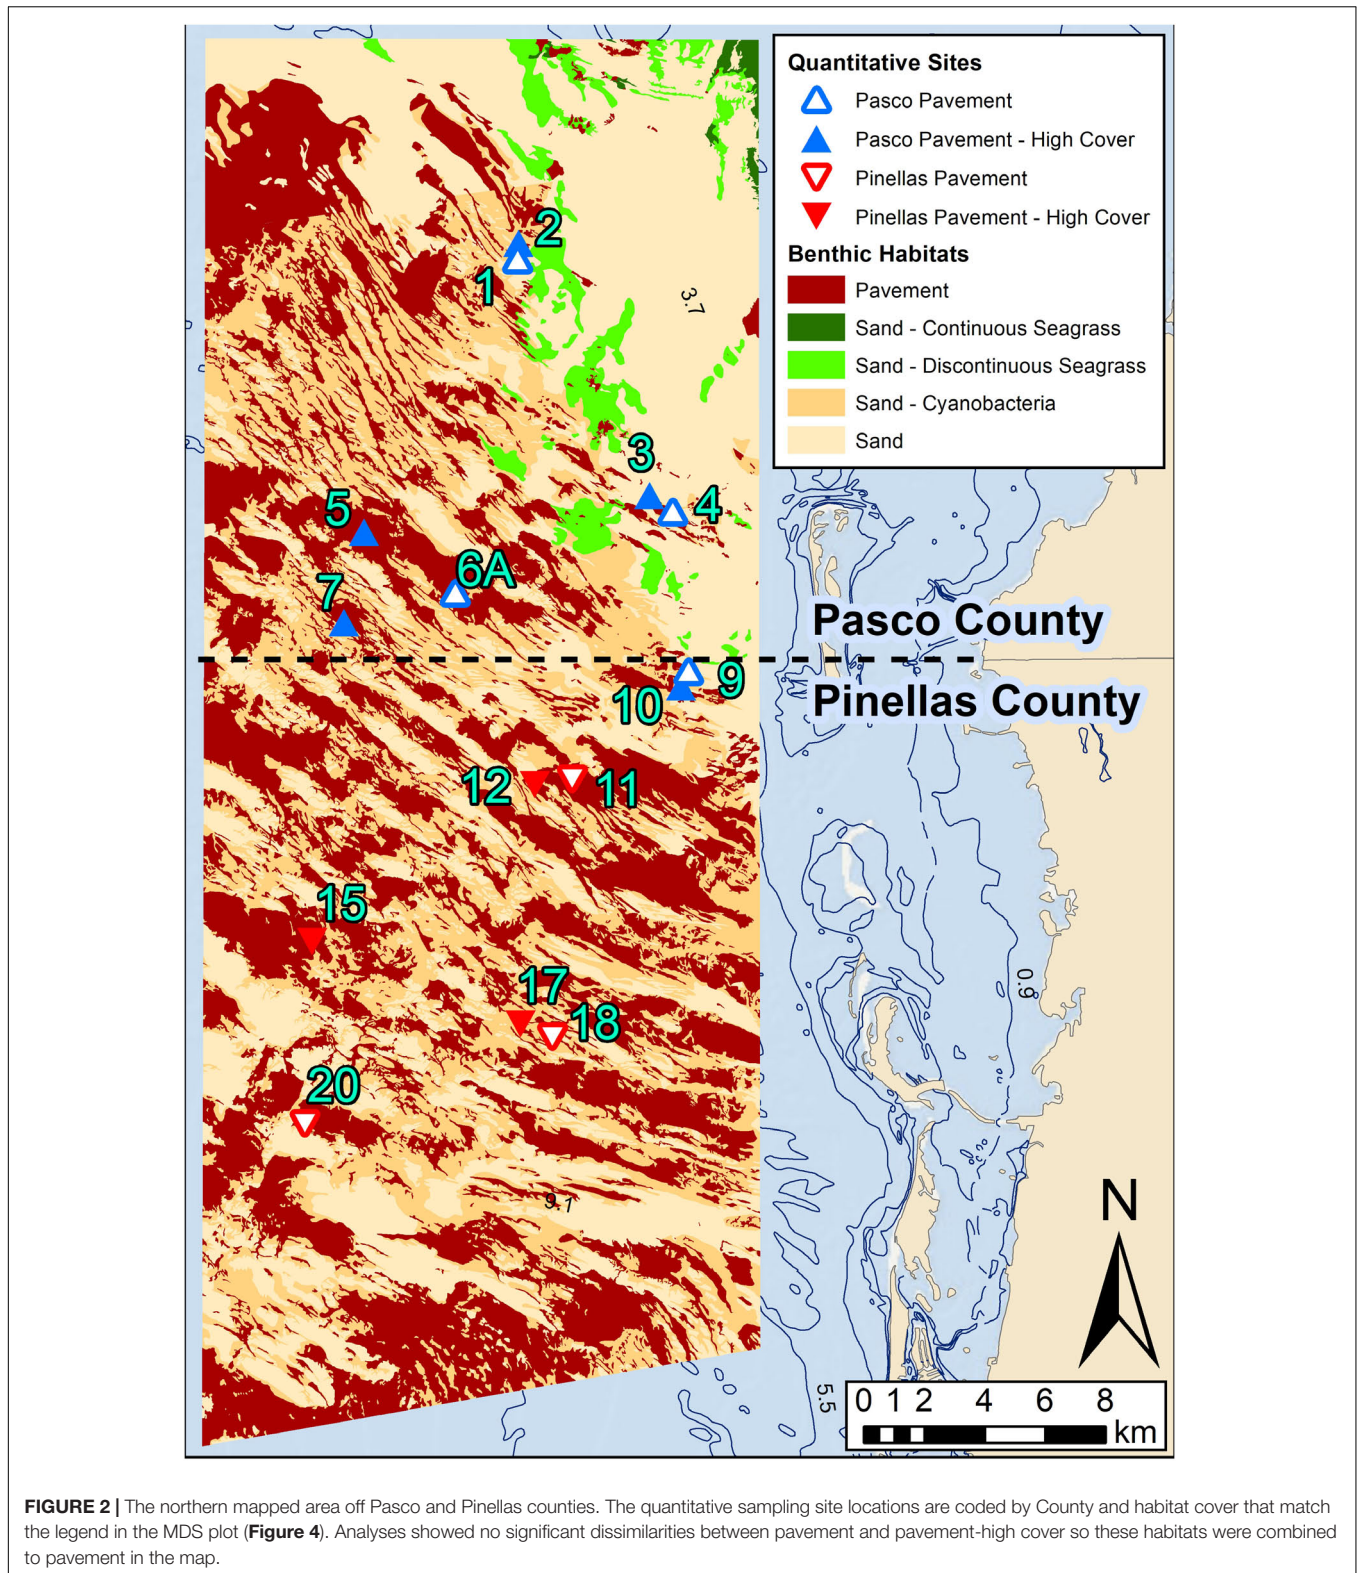 Quantitative Sites
Pasco Pavement
Pasco Pavement - High Cover
Pinellas Pavement
Pinellas Pavement - High Cover
Benthic Habitats
Pavement
Sand - Continuous Seagrass
Sand - Discontinuous Seagrass
Sand - Cyanobacteria
Sand
2
1
3.7
3
4
5
6A
7
Pasco County
9
10
Pinellas County
12
11
15
17
18
0.9
20
9.1
N
5.5
0 1 2 4 6 8
km
FIGURE 2 | The northern mapped area off Pasco and Pinellas counties. The quantitative sampling site locations are coded by County and habitat cover that match
the legend in the MDS plot (Figure 4). Analyses showed no significant dissimilarities between pavement and pavement-high cover so these habitats were combined
to pavement in the map.